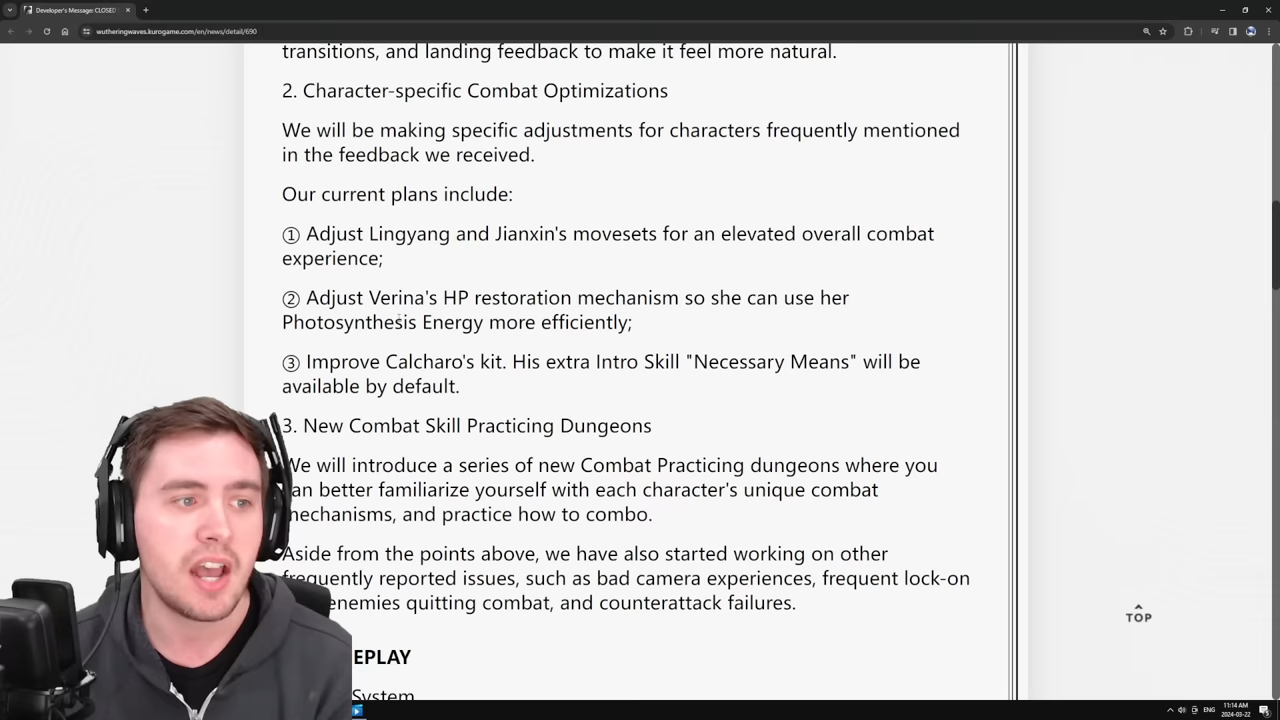 Developer's Message: CLOSED
wutheringwaves.kurogame.com/en/news/detail/690
transitions, and landing feedback to make it feel more natural.
2. Character-specific Combat Optimizations
We will be making specific adjustments for characters frequently mentioned
in the feedback we received.
Our current plans include:
① Adjust Lingyang and Jianxin's movesets for an elevated overall combat
experience;
② Adjust Verina's HP restoration mechanism so she can use her
Photosynthesis Energy more efficiently;
③ Improve Calcharo's kit. His extra Intro Skill "Necessary Means" will be
available by default.
3. New Combat Skill Practicing Dungeons
We will introduce a series of new Combat Practicing dungeons where you
an better familiarize yourself with each character's unique combat
mechanisms, and practice how to combo.
Aside from the points above, we have also started working on other
frequently reported issues, such as bad camera experiences, frequent lock-on
enemies quitting combat, and counterattack failures.
TOP
EPLAY
System
ENG
11:14 AM
2024-03-22